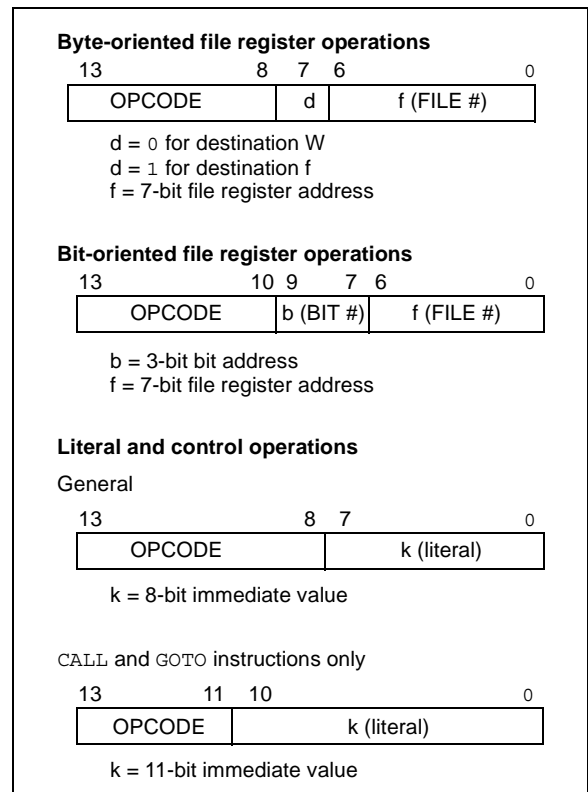 Byte-oriented file register operations
13 8 7 6 0
OPCODE d f (FILE #)
d = 0 for destination W
d = 1 for destination f
f = 7-bit file register address
Bit-oriented file register operations
13 10 9 7 6 0
OPCODE b (BIT #) f (FILE #)
b = 3-bit bit address
f = 7-bit file register address
Literal and control operations
General
13 8 7 0
OPCODE k (literal)
k = 8-bit immediate value
CALL and GOTO instructions only
13 11 10 0
OPCODE k (literal)
k = 11-bit immediate value